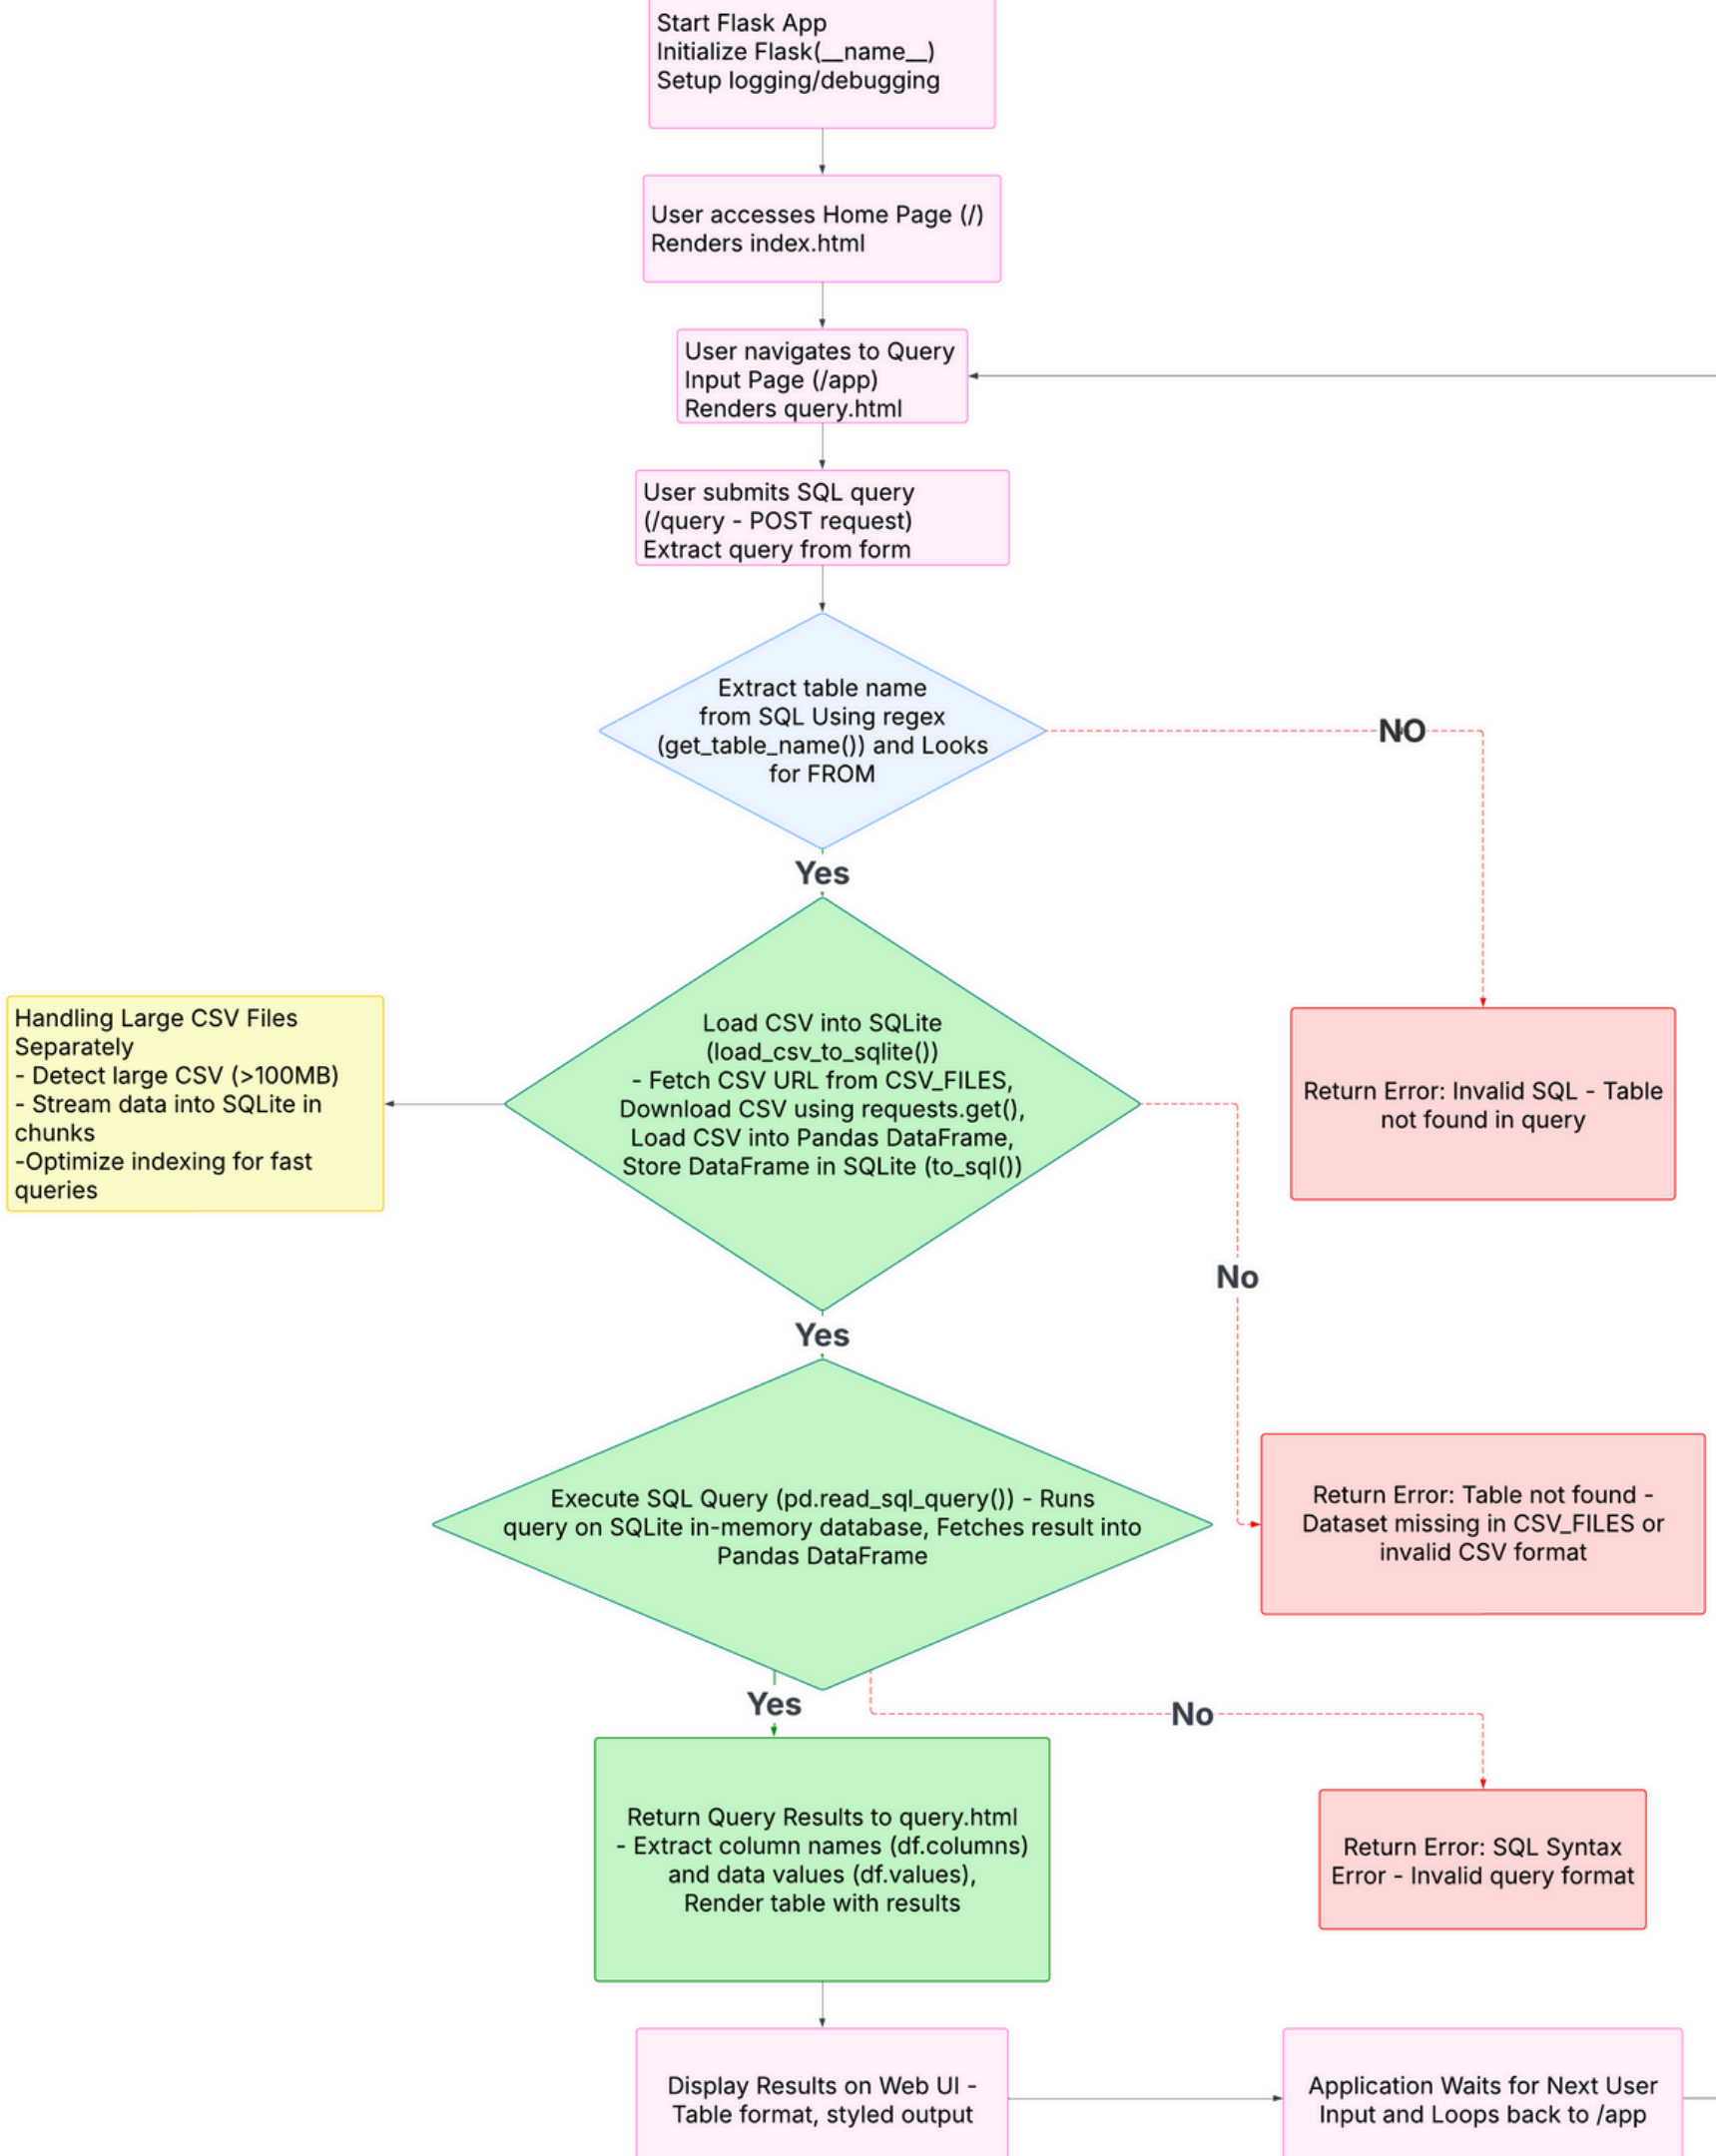 Start Flask App
Initialize Flask(__name__)
Setup logging/debugging
User accesses Home Page (/)
Renders index.html
User navigates to Query
Input Page (/app)
Renders query.html
User submits SQL query
(/query - POST request)
Extract query from form
Extract table name
from SQL Using regex
(get_table_name()) and Looks
for FROM
NO
Yes
Handling Large CSV Files
Separately
- Detect large CSV (>100MB)
- Stream data into SQLite in
chunks
-Optimize indexing for fast
queries
Load CSV into SQLite
(load_csv_to_sqlite())
- Fetch CSV URL from CSV_FILES,
Download CSV using requests.get(),
Load CSV into Pandas DataFrame,
Store DataFrame in SQLite (to_sql())
Return Error: Invalid SQL - Table
not found in query
No
Yes
Execute SQL Query (pd.read_sql_query()) - Runs
query on SQLite in-memory database, Fetches result into
Pandas DataFrame
Return Error: Table not found -
Dataset missing in CSV_FILES or
invalid CSV format
Yes
No
Return Query Results to query.html
- Extract column names (df.columns)
and data values (df.values),
Render table with results
Return Error: SQL Syntax
Error - Invalid query format
Display Results on Web UI -
Table format, styled output
Application Waits for Next User
Input and Loops back to /app